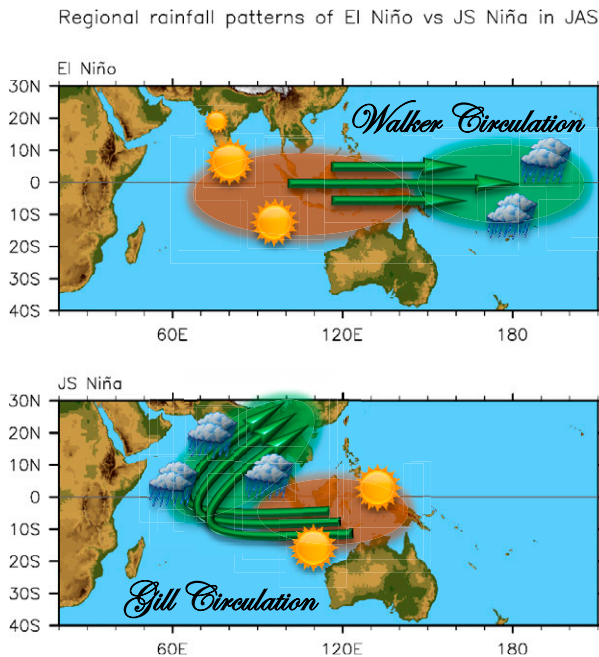 Regional rainfall patterns of El Niño vs JS Niña in JAS
El Niño
Walker Circulation
30N
20N
10N
0
10S
20S
30S
40S
60E 120E 180
JS Niña
30N
20N
10N
0
10S
20S
30S
40S
Gill Circulation
60E 120E 180